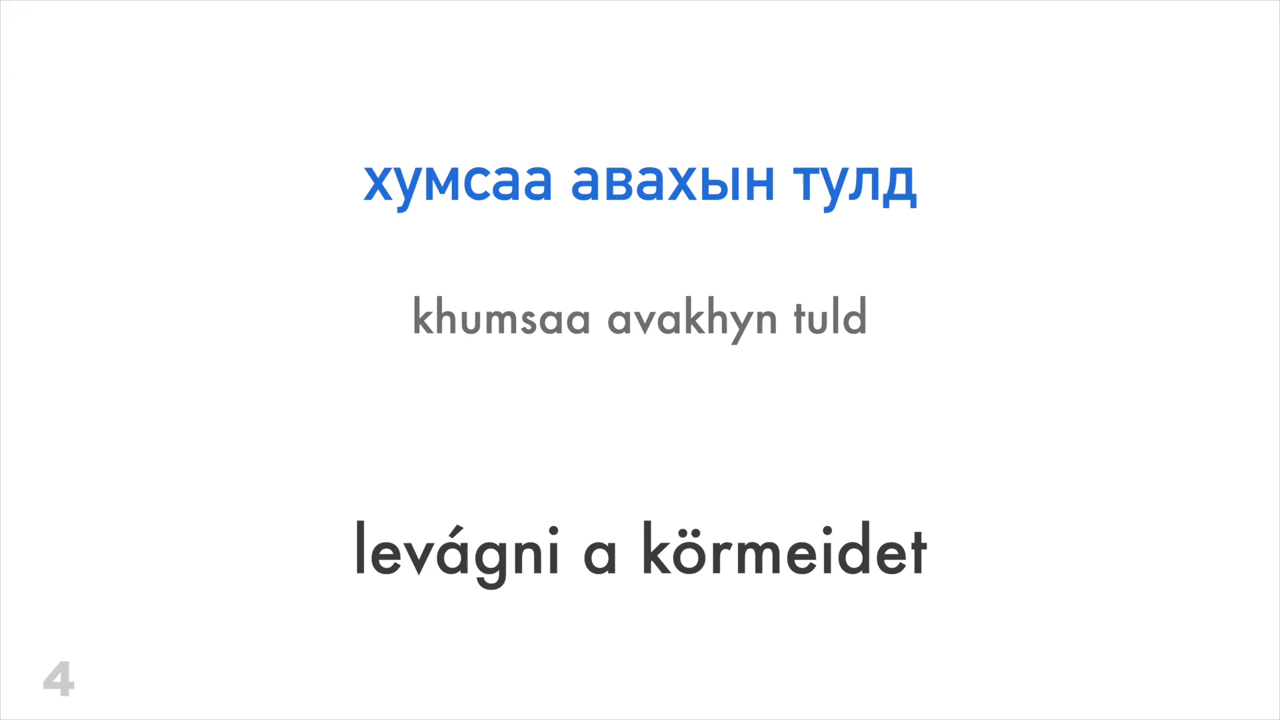 хумсаа авахын тулд
khumsaa avakhyn tuld
levágni a körmeidet
4